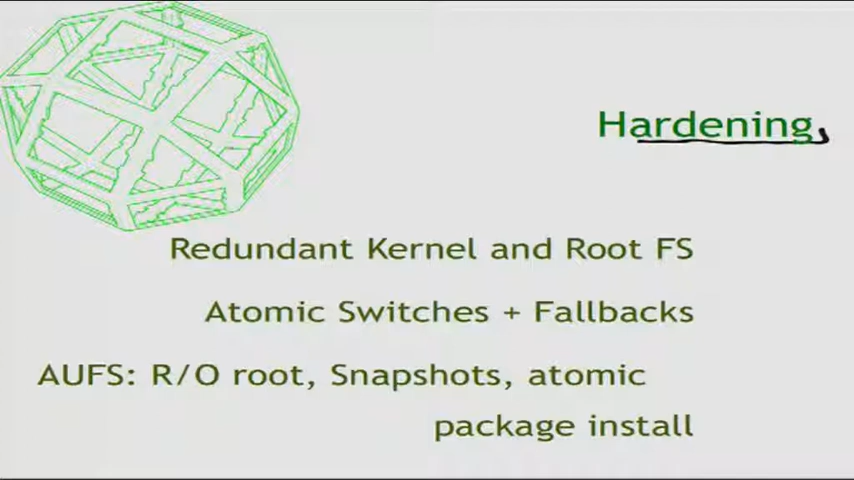 Hardening
Redundant Kernel and Root FS
Atomic Switches + Fallbacks
AUFS: R/O root, Snapshots, atomic
package install